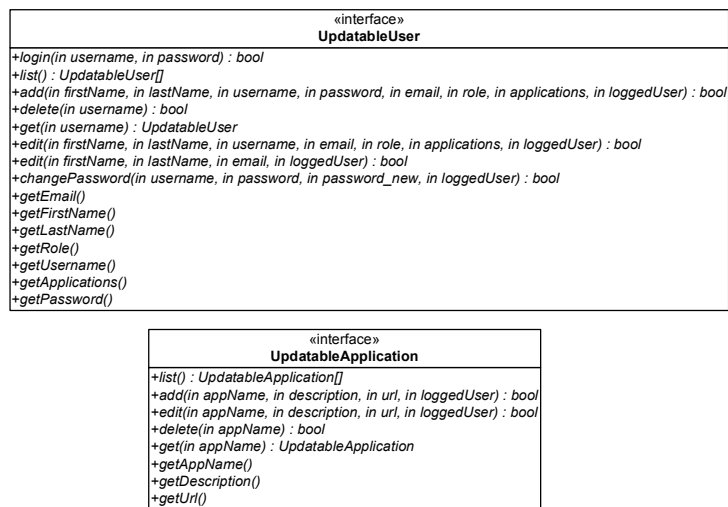 «interface»
UpdatableUser
+login(in username, in password) : bool
+list() : UpdatableUser[]
+add(in firstName, in lastName, in username, in password, in email, in role, in applications, in loggedUser) : bool
+delete(in username) : bool
+get(in username) : UpdatableUser
+edit(in firstName, in lastName, in username, in email, in role, in applications, in loggedUser) : bool
+edit(in firstName, in lastName, in email, in loggedUser) : bool
+changePassword(in username, in password, in password_new, in loggedUser) : bool
+getEmail()
+getFirstName()
+getLastName()
+getRole()
+getUsername()
+getApplications()
+getPassword()
«interface»
UpdatableApplication
+list() : UpdatableApplication[]
+add(in appName, in description, in url, in loggedUser) : bool
+edit(in appName, in description, in url, in loggedUser) : bool
+delete(in appName) : bool
+get(in appName) : UpdatableApplication
+getAppName()
+getDescription()
+getUrl()